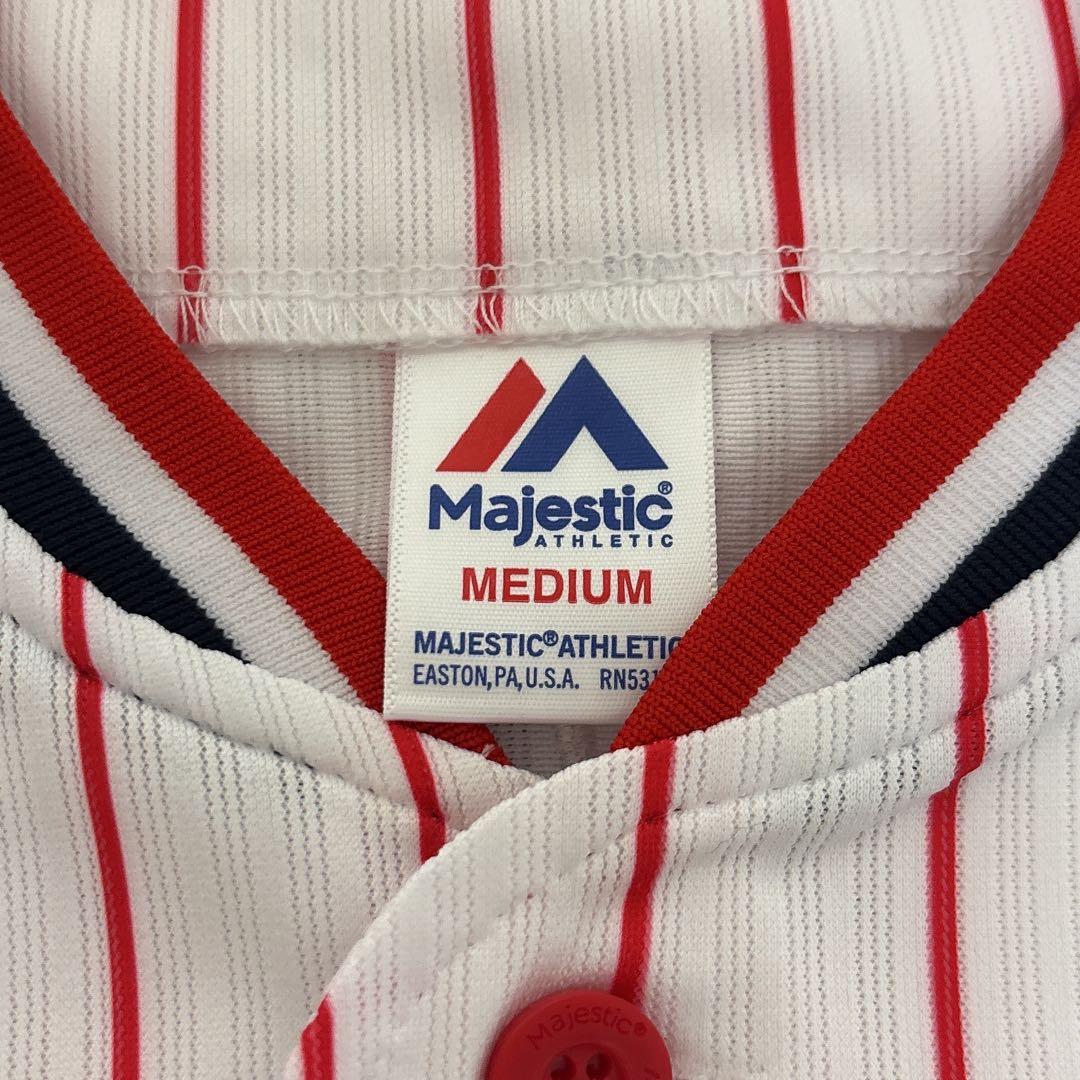 Majestic®
ATHLETIC
MEDIUM
MAJESTIC®ATHLETIC
EASTON, PA, U.S.A. RN531
Majestic®